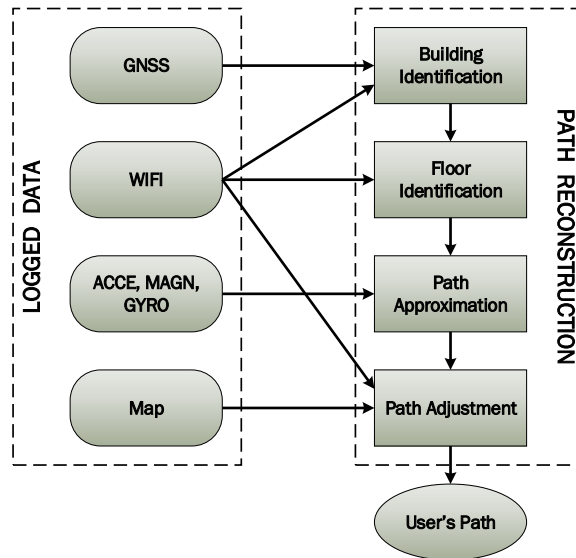 LOGGED DATA
GNSS
WIFI
ACCE, MAGN,
GYRO
Map
PATH RECONSTRUCTION
Building
Identification
Floor
Identification
Path
Approximation
Path Adjustment
User's Path